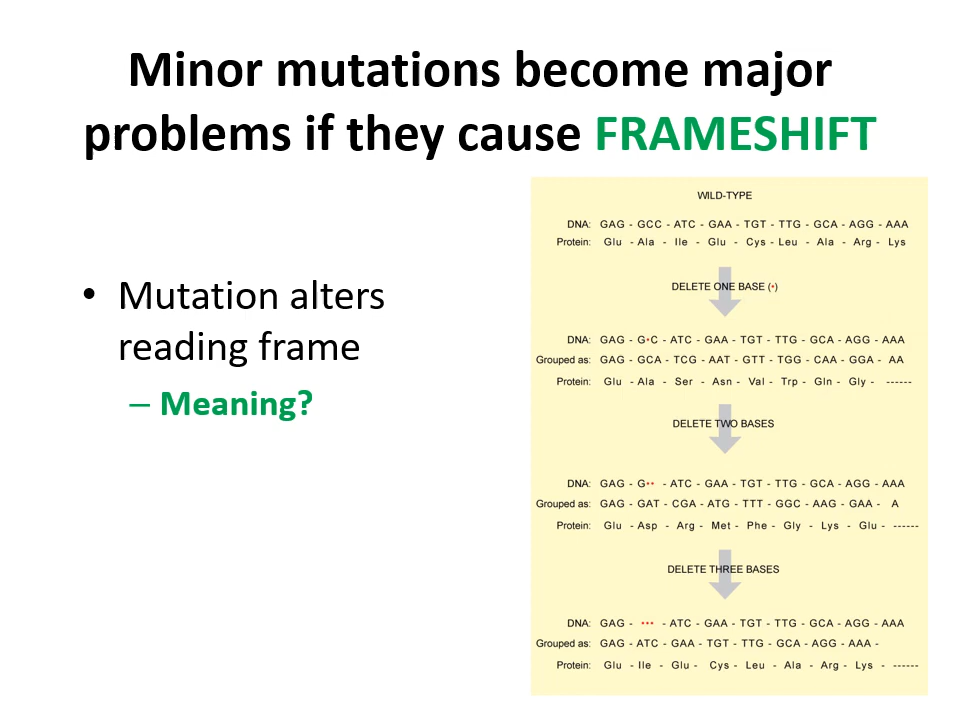 Minor mutations become major
problems if they cause FRAMESHIFT
• Mutation alters
reading frame
– Meaning?
WILD-TYPE
DNA: GAG - GCC - ATC - GAA - TGT - TTG - GCA - AGG - AAA
Protein: Glu - Ala - Ile - Glu - Cys - Leu - Ala - Arg - Lys
DELETE ONE BASE (•)
DNA: GAG - G•C - ATC - GAA - TGT - TTG - GCA - AGG - AAA
Grouped as: GAG - GCA - TCG - AAT - GTT - TGG - CAA - GGA - AA
Protein: Glu - Ala - Ser - Asn - Val - Trp - Gln - Gly - ------
DELETE TWO BASES
DNA: GAG - G•• - ATC - GAA - TGT - TTG - GCA - AGG - AAA
Grouped as: GAG - GAT - CGA - ATG - TTT - GGC - AAG - GAA - A
Protein: Glu - Asp - Arg - Met - Phe - Gly - Lys - Glu - ------
DELETE THREE BASES
DNA: GAG - ••• - ATC - GAA - TGT - TTG - GCA - AGG - AAA
Grouped as: GAG - ATC - GAA - TGT - TTG - GCA - AGG - AAA -
Protein: Glu - Ile - Glu - Cys - Leu - Ala - Arg - Lys - ------